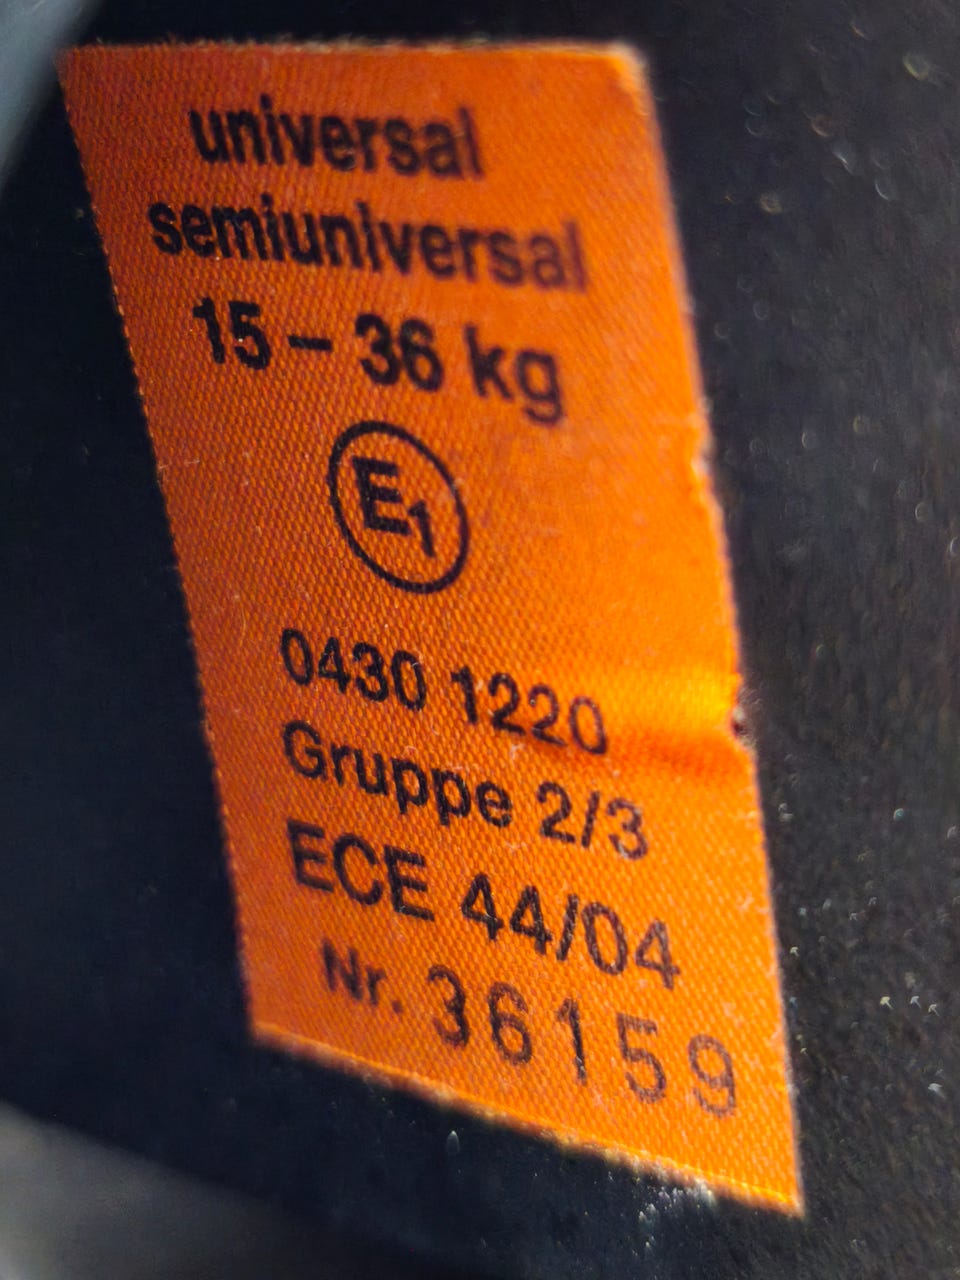 universal
semiuniversal
15 – 36 kg
E1
0430 1220
Gruppe 2/3
ECE 44/04
Nr. 36159